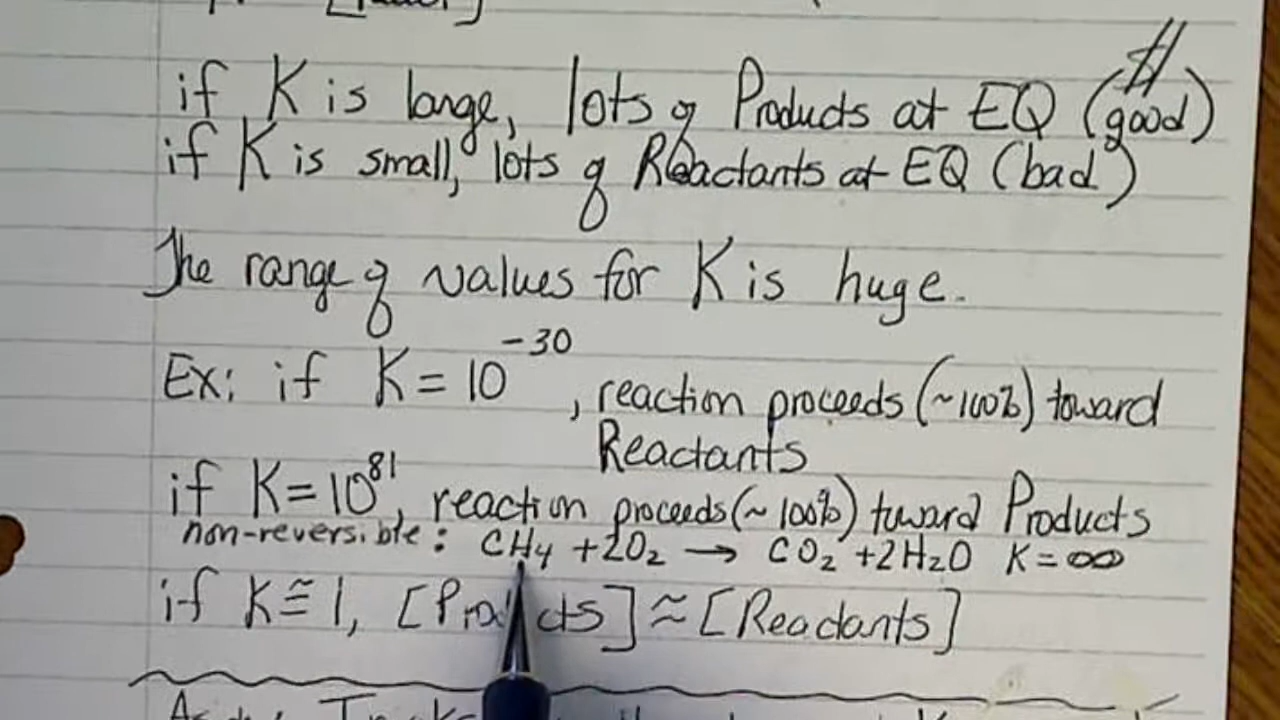 if K is large, lots of Products at EQ (good)
if K is small, lots of Reactants at EQ (bad)
The range of values for K is huge.
Ex: if K = 10^-30, reaction proceeds (~100%) toward
Reactants
if K = 10^81, reaction proceeds (~100%) toward Products
non-reversible: CH4 + 2O2 → CO2 + 2H2O K = ∞
if K ≅ 1, [Products] ≈ [Reactants]